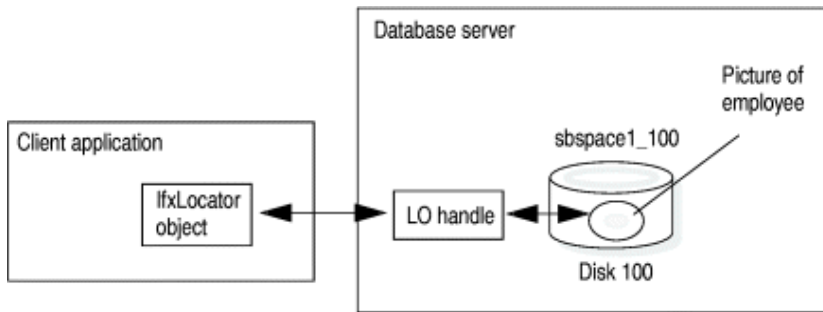 Database server
Picture of
employee
sbspace1_100
Client application
IfxLocator
object
LO handle
Disk 100